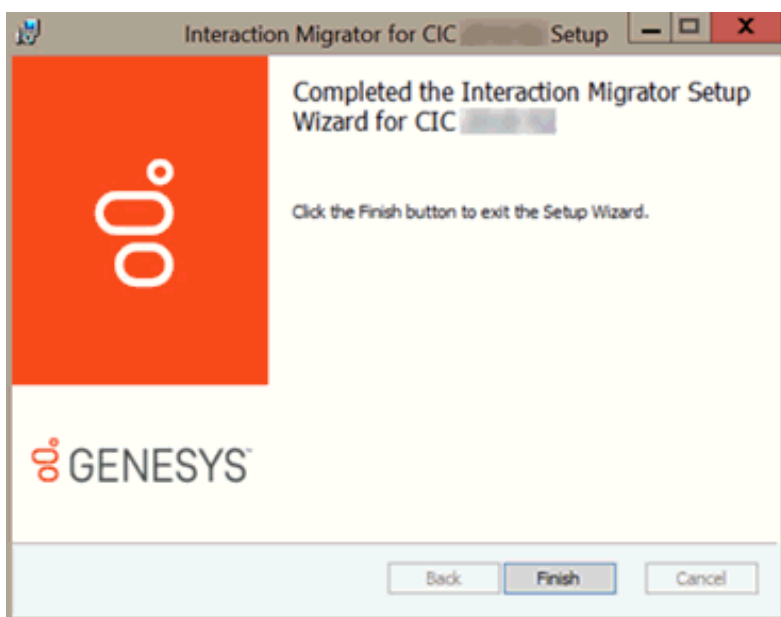 Interaction Migrator for CIC Setup
Completed the Interaction Migrator Setup
Wizard for CIC
Click the Finish button to exit the Setup Wizard.
GENESYS
Back Finish Cancel